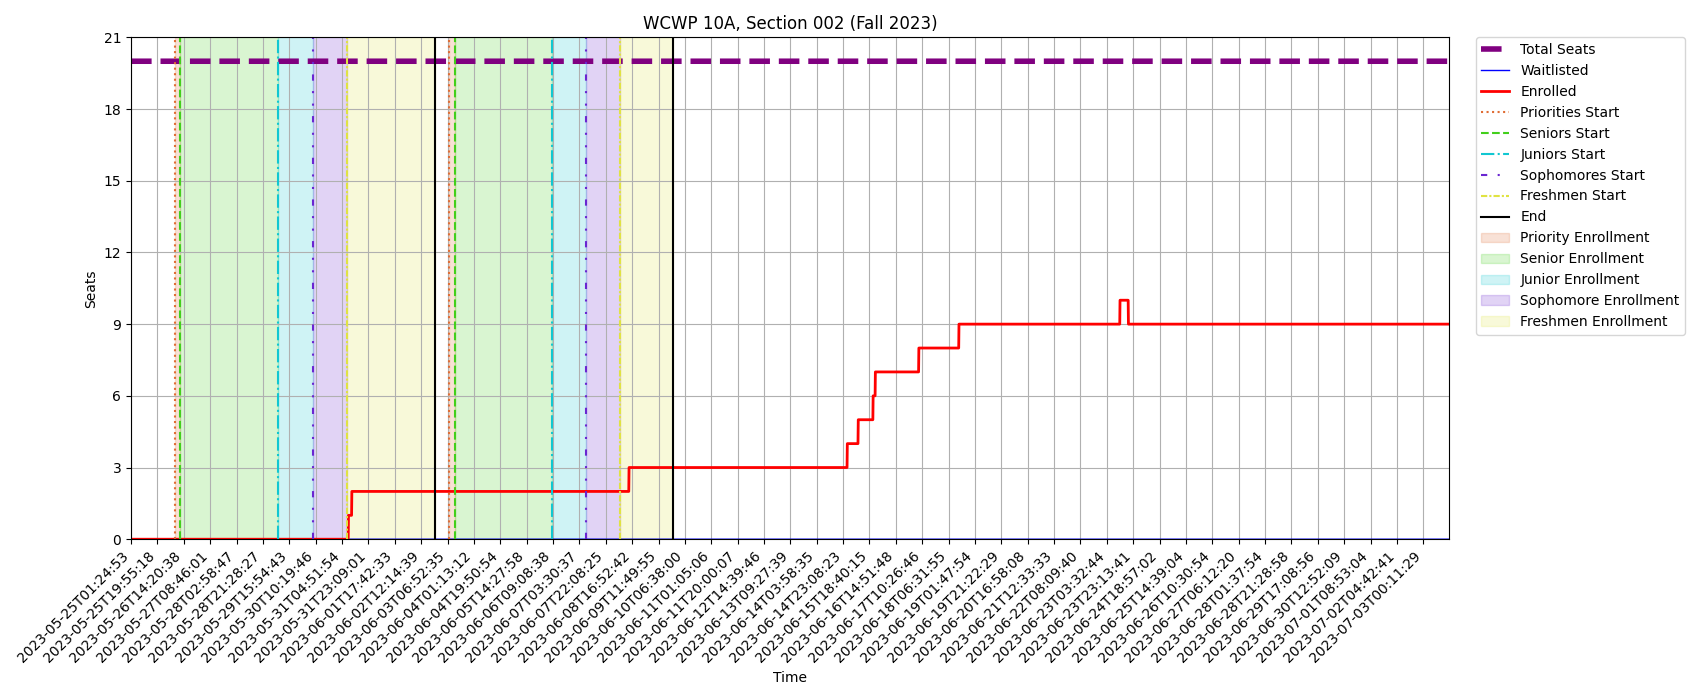 WCWP 10A, Section 002 (Fall 2023)
21
18
15
12
9
6
3
0
Seats
Total Seats
Waitlisted
Enrolled
Priorities Start
Seniors Start
Juniors Start
Sophomores Start
Freshmen Start
End
Priority Enrollment
Senior Enrollment
Junior Enrollment
Sophomore Enrollment
Freshmen Enrollment
2023-05-25T01:24:53
2023-05-25T19:55:18
2023-05-26T14:20:38
2023-05-27T08:46:01
2023-05-28T02:58:47
2023-05-28T21:28:27
2023-05-29T15:54:43
2023-05-30T10:19:46
2023-05-31T04:51:54
2023-05-31T23:09:01
2023-06-01T17:42:33
2023-06-02T12:14:39
2023-06-03T06:52:35
2023-06-04T01:13:12
2023-06-04T19:50:54
2023-06-05T14:27:58
2023-06-06T09:08:38
2023-06-07T03:30:37
2023-06-07T22:08:25
2023-06-08T16:52:42
2023-06-09T11:49:55
2023-06-10T06:38:00
2023-06-11T01:05:06
2023-06-11T20:00:07
2023-06-12T14:39:46
2023-06-13T09:27:39
2023-06-14T03:58:35
2023-06-14T23:08:23
2023-06-15T18:40:15
2023-06-16T14:51:48
2023-06-17T10:26:46
2023-06-18T06:31:55
2023-06-19T01:47:54
2023-06-19T21:22:29
2023-06-20T16:58:08
2023-06-21T12:33:33
2023-06-22T08:09:40
2023-06-23T03:32:44
2023-06-23T23:13:41
2023-06-24T18:57:02
2023-06-25T14:39:04
2023-06-26T10:30:54
2023-06-27T06:12:20
2023-06-28T01:37:54
2023-06-28T21:28:58
2023-06-29T17:08:56
2023-06-30T12:52:09
2023-07-01T08:53:04
2023-07-02T04:42:41
2023-07-03T00:11:29
Time